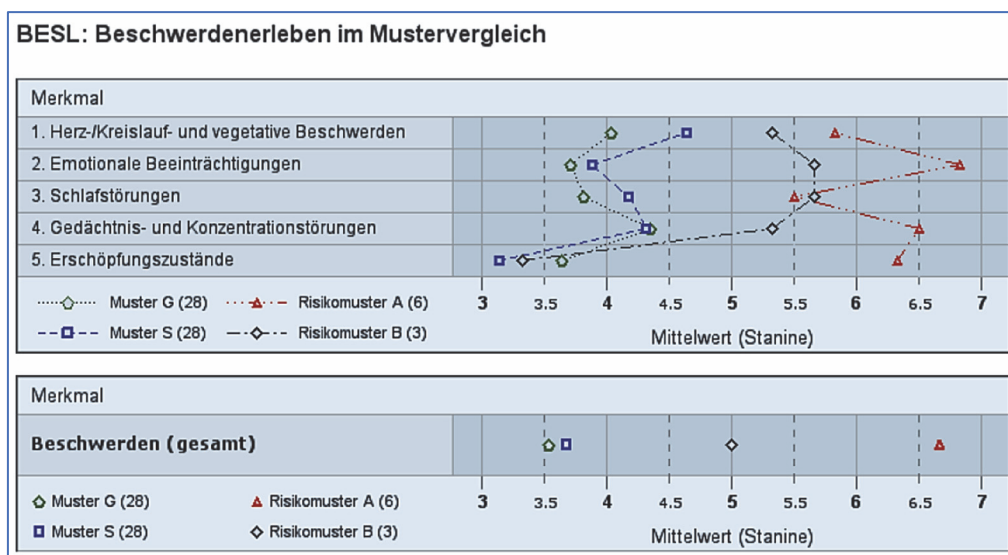 BESL: Beschwerdenerleben im Mustervergleich
Merkmal
1. Herz-/Kreislauf- und vegetative Beschwerden
2. Emotionale Beeinträchtigungen
3. Schlafstörungen
4. Gedächtnis- und Konzentrationstörungen
5. Erschöpfungszustände
3 3.5 4 4.5 5 5.5 6 6.5 7
Muster G (28) Risikomuster A (6)
Muster S (28) Risikomuster B (3)
Mittelwert (Stanine)
Merkmal
Beschwerden (gesamt)
3 3.5 4 4.5 5 5.5 6 6.5 7
Muster G (28) Risikomuster A (6)
Muster S (28) Risikomuster B (3)
Mittelwert (Stanine)